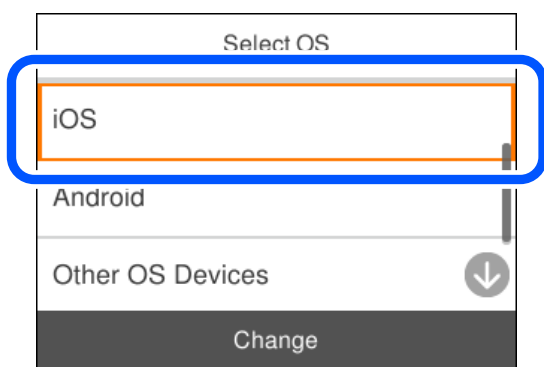 Select OS
iOS
Android
Other OS Devices
Change